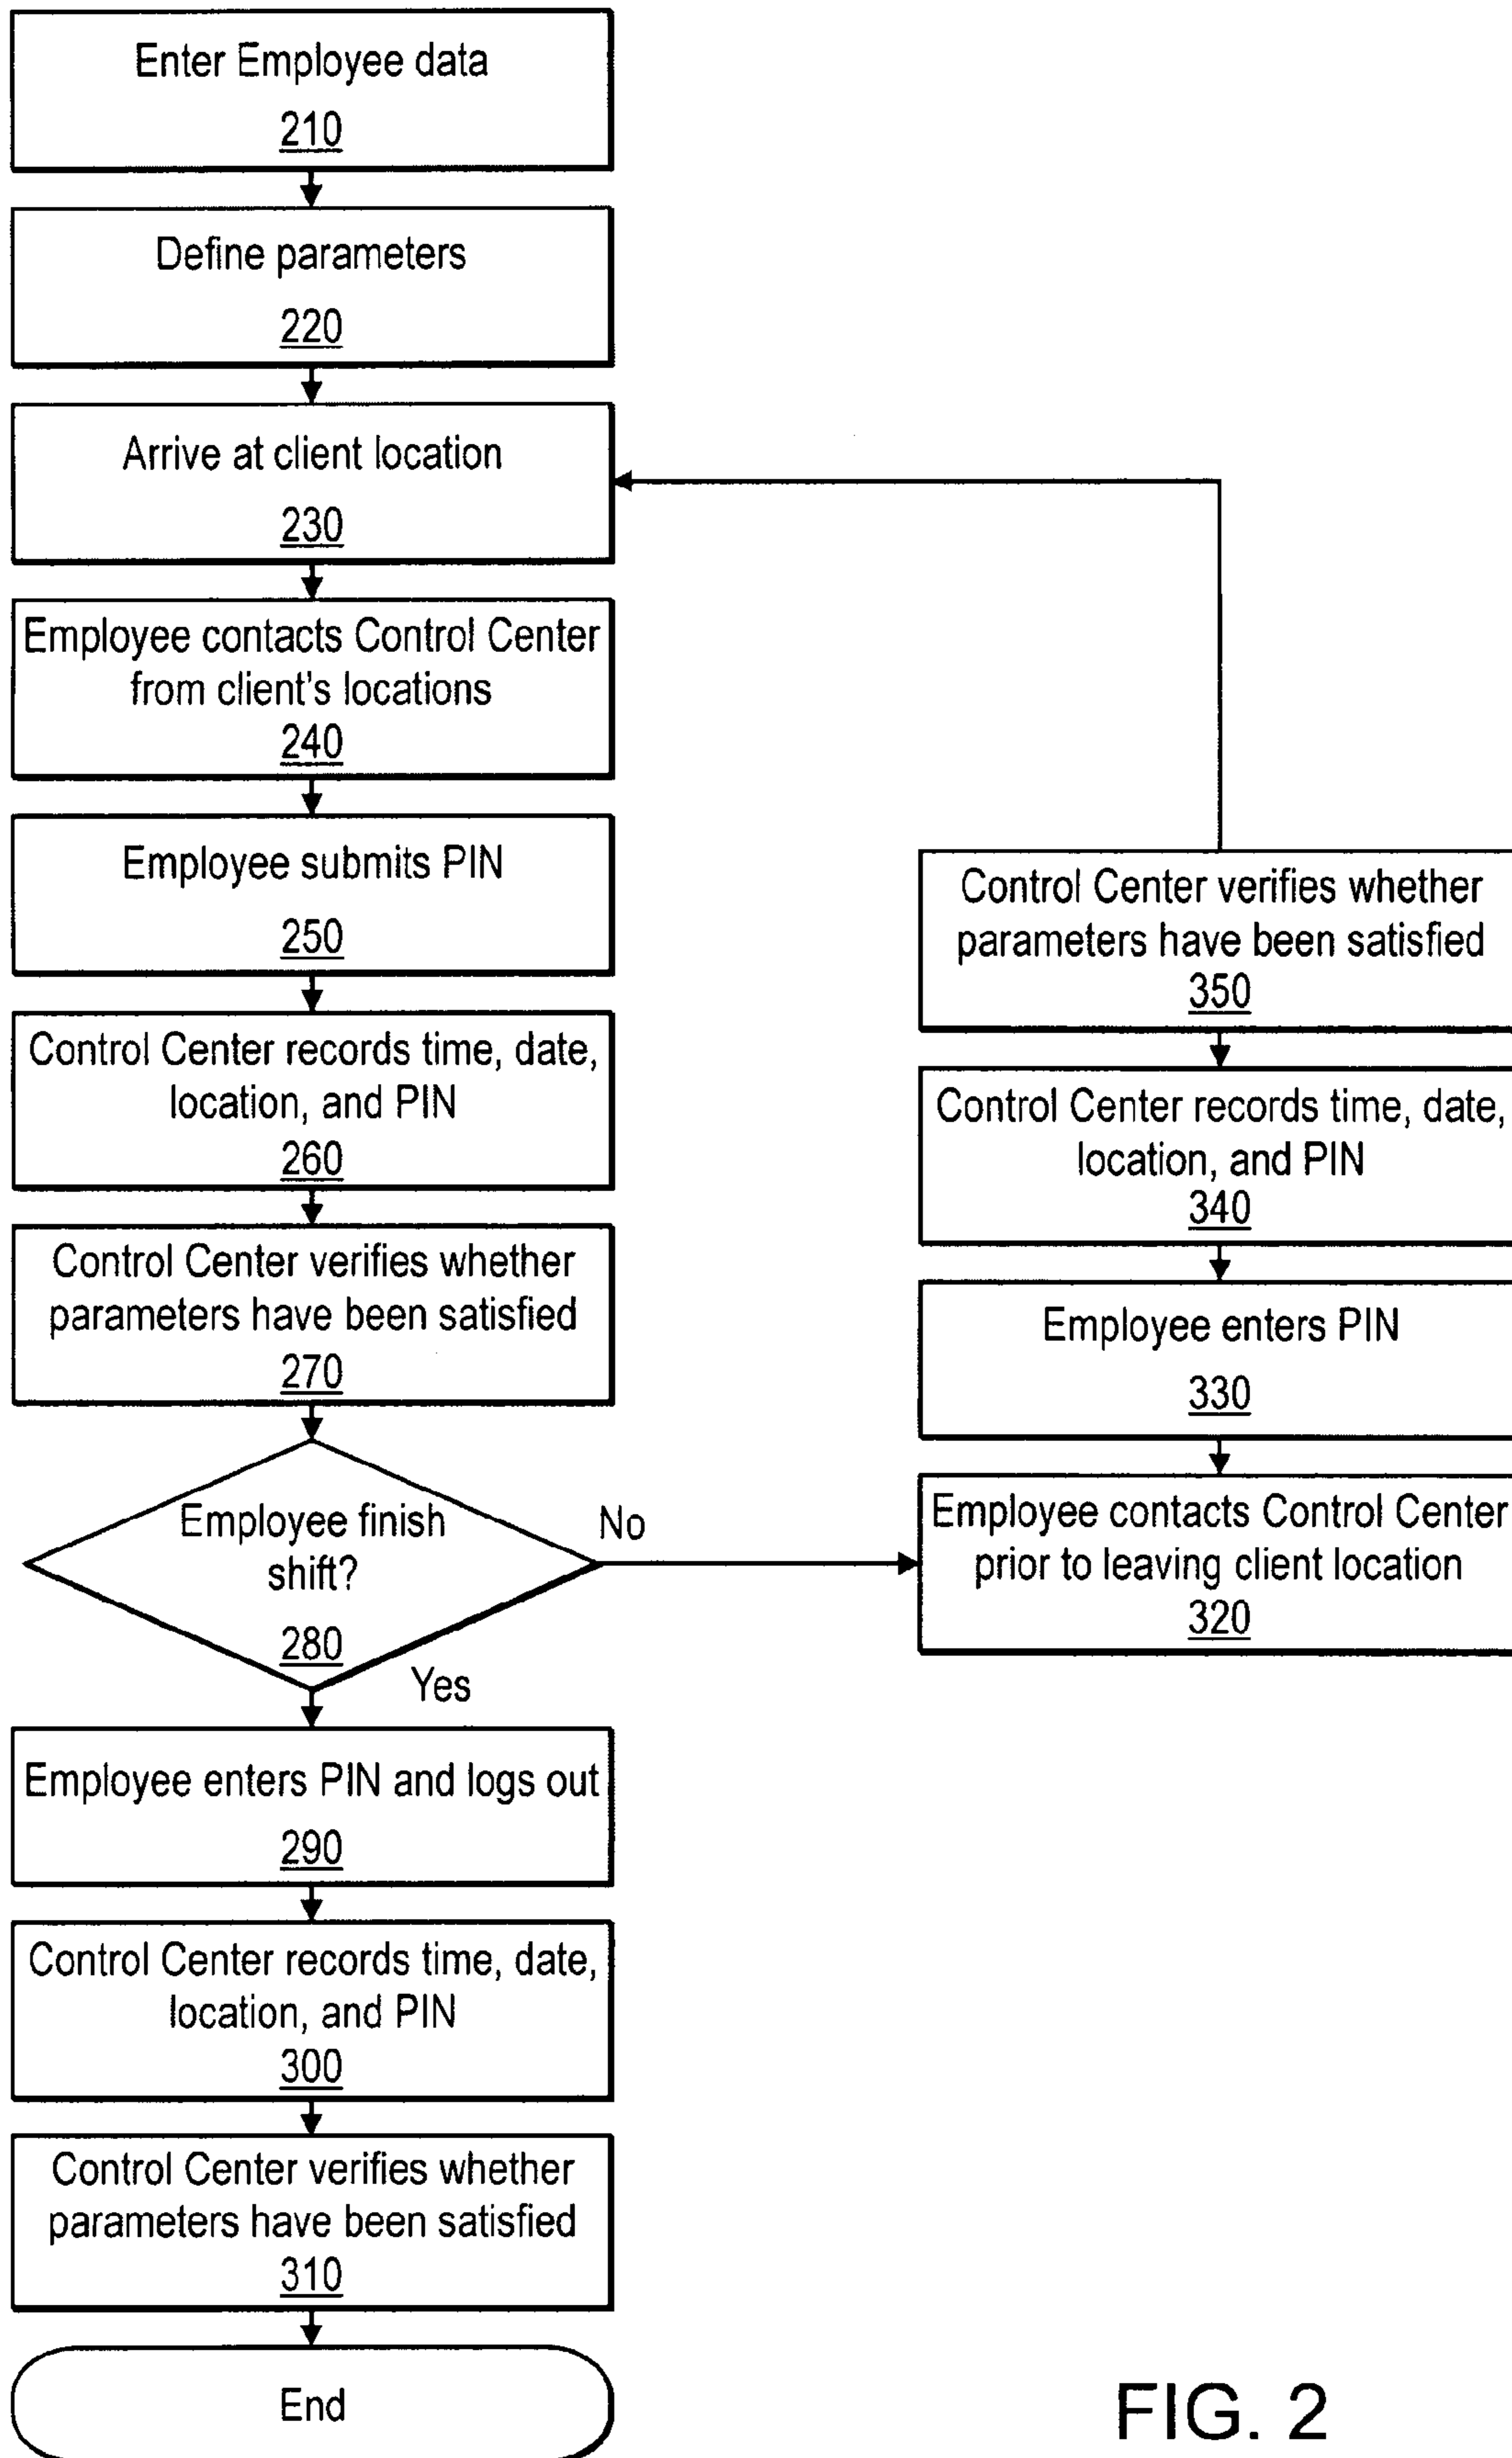 Enter Employee data
210
Define parameters
220
Arrive at client location
230
Employee contacts Control Center
from client's locations
240
Employee submits PIN
250
Control Center records time, date,
location, and PIN
260
Control Center verifies whether
parameters have been satisfied
270
Employee finish
shift?
280
No
Yes
Employee enters PIN and logs out
290
Control Center records time, date,
location, and PIN
300
Control Center verifies whether
parameters have been satisfied
310
End
Control Center verifies whether
parameters have been satisfied
350
Control Center records time, date,
location, and PIN
340
Employee enters PIN
330
Employee contacts Control Center
prior to leaving client location
320
FIG. 2